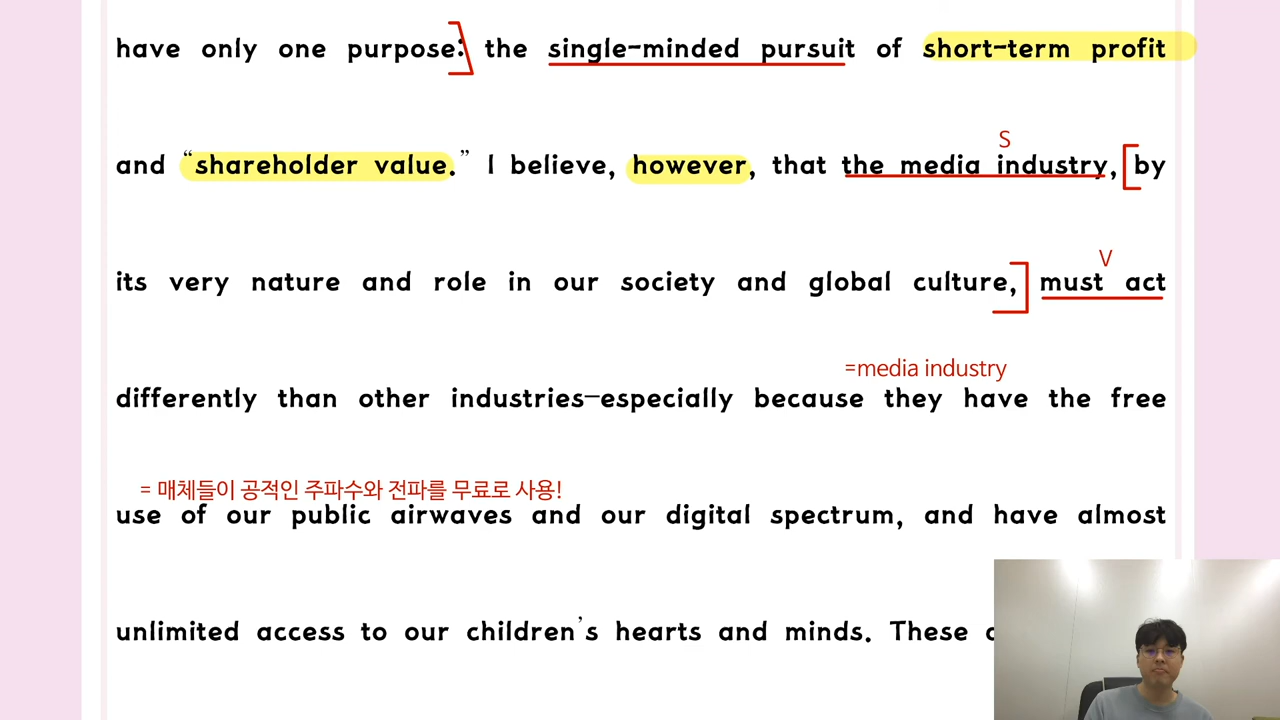 have only one purpose: the single-minded pursuit of short-term profit
S
and “shareholder value.” I believe, however, that the media industry, [by
V
its very nature and role in our society and global culture,] must act
=media industry
differently than other industries—especially because they have the free
= 매체들이 공적인 주파수와 전파를 무료로 사용!
use of our public airwaves and our digital spectrum, and have almost
unlimited access to our children’s hearts and minds. These